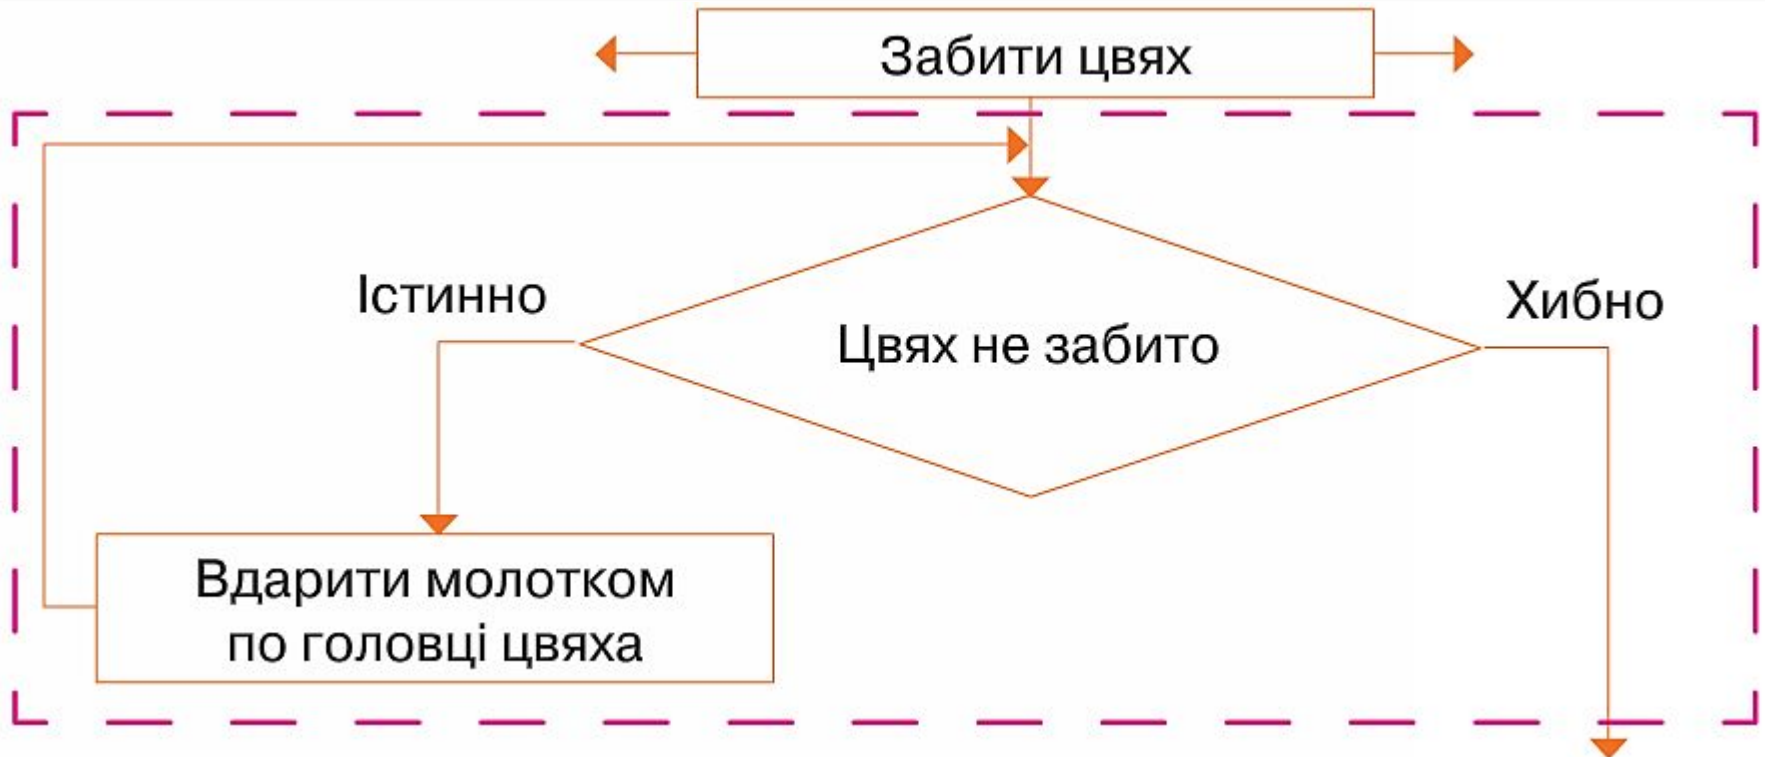 Забити цвях
Істинно
Цвях не забито
Хибно
Вдарити молотком
по головці цвяха